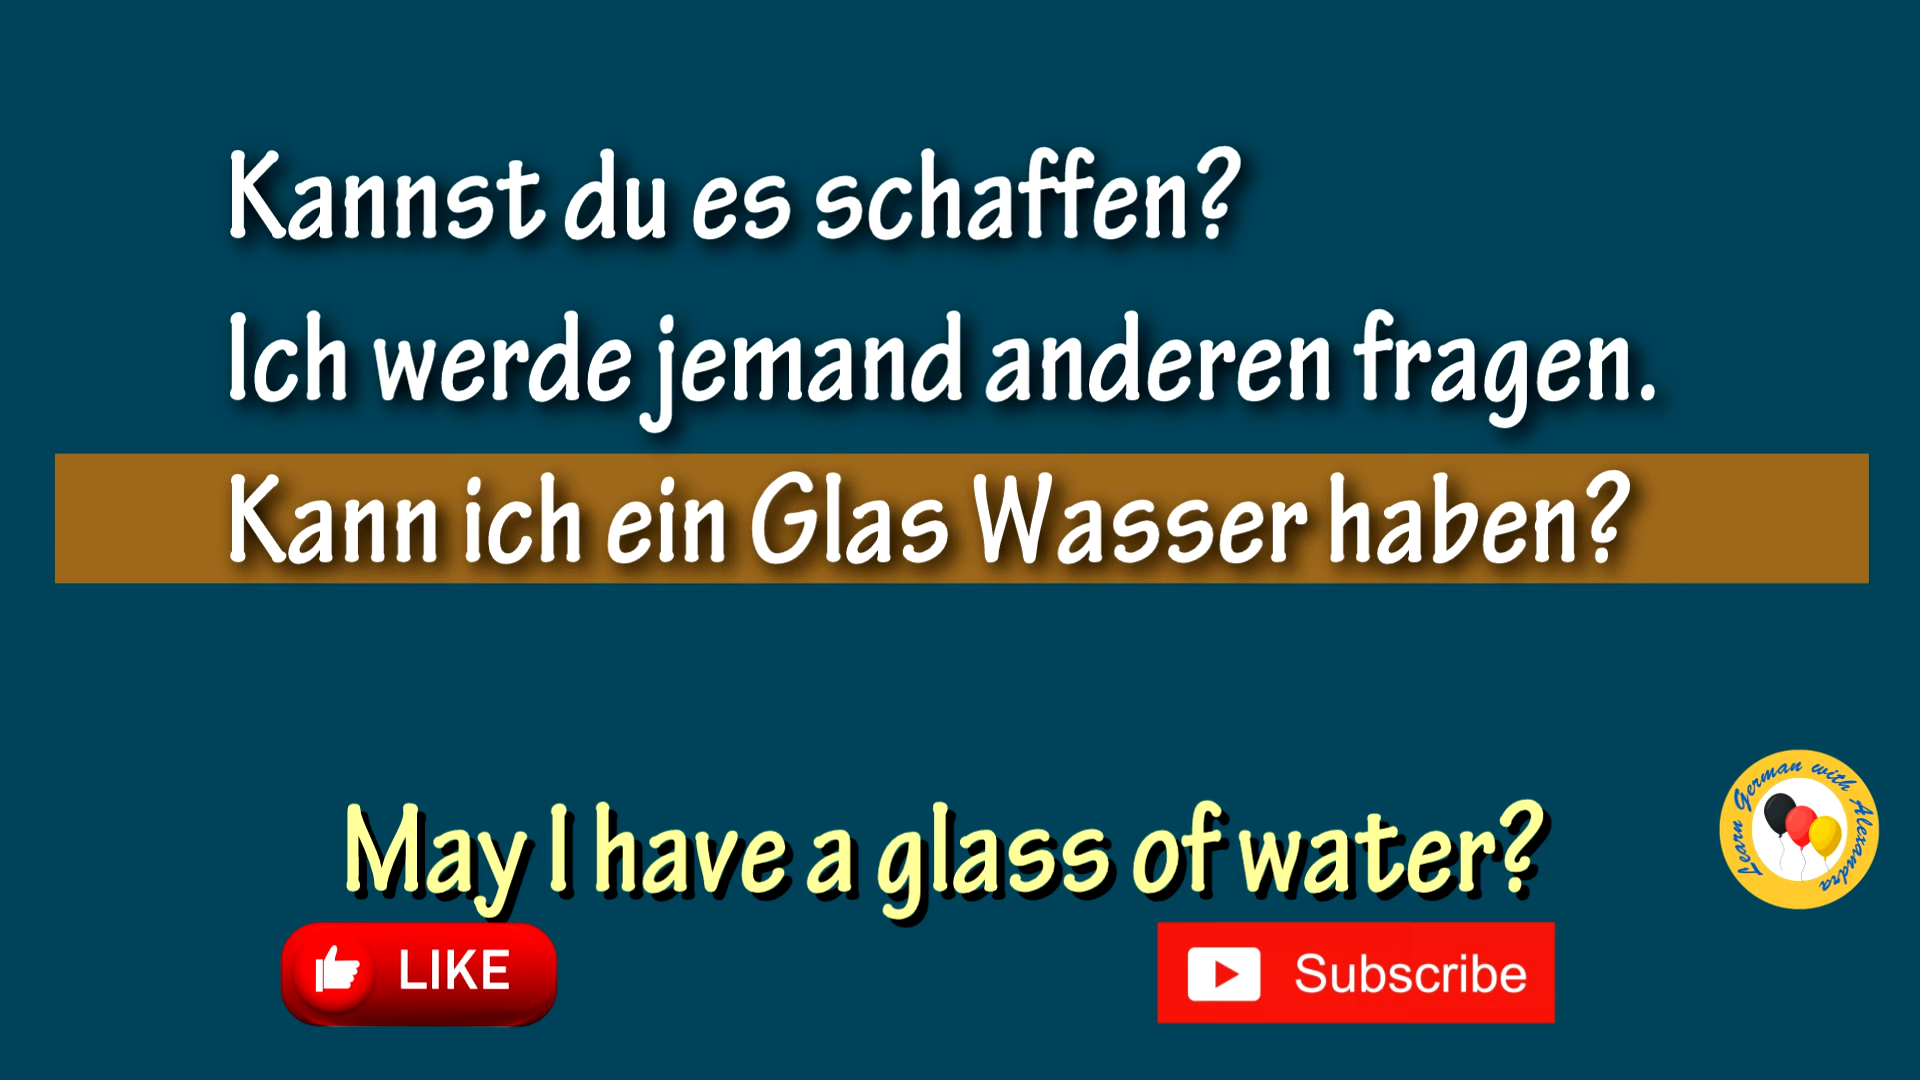 Kannst du es schaffen?
Ich werde jemand anderen fragen.
Kann ich ein Glas Wasser haben?
May I have a glass of water?
Learn German with Alexandra
LIKE
Subscribe